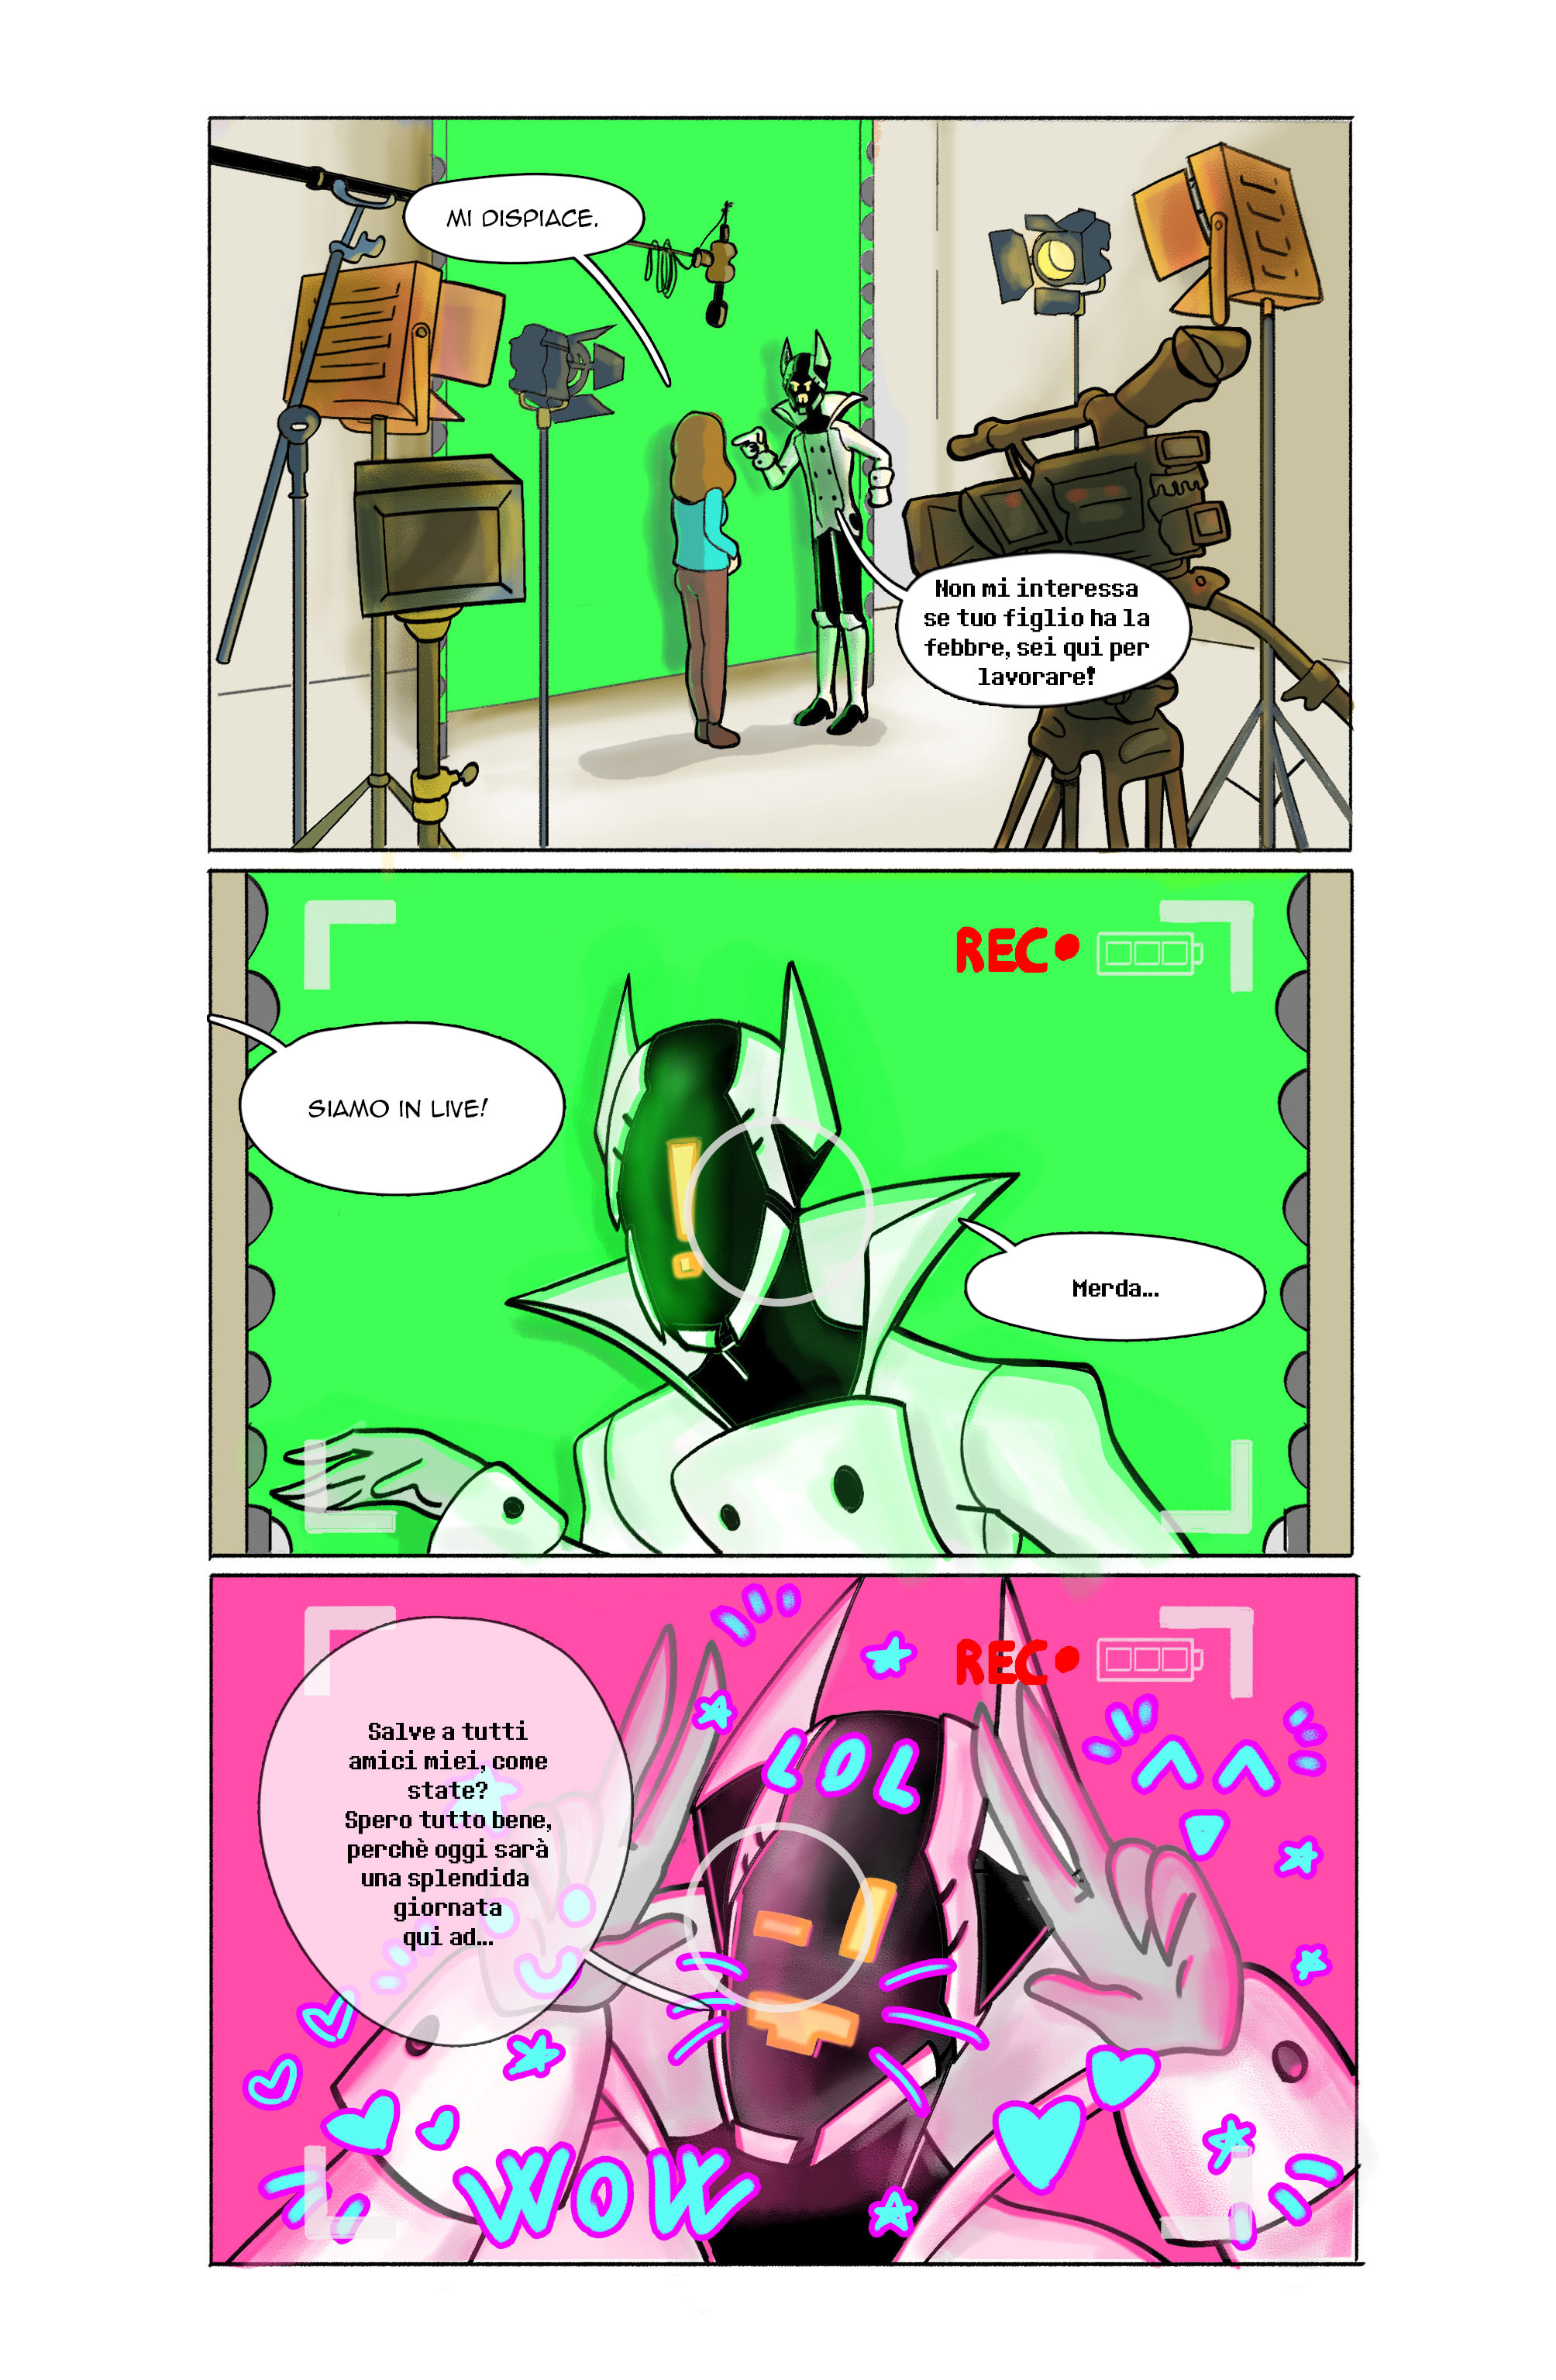 MI DISPIACE.
Non mi interessa
se tuo figlio ha la
febbre, sei qui per
lavorare!
REC
SIAMO IN LIVE!
!
Merda...
REC
Salve a tutti
amici miei, come
state?
Spero tutto bene,
perchè oggi sarà
una splendida
giornata
qui ad...
LOL
^^
WOW